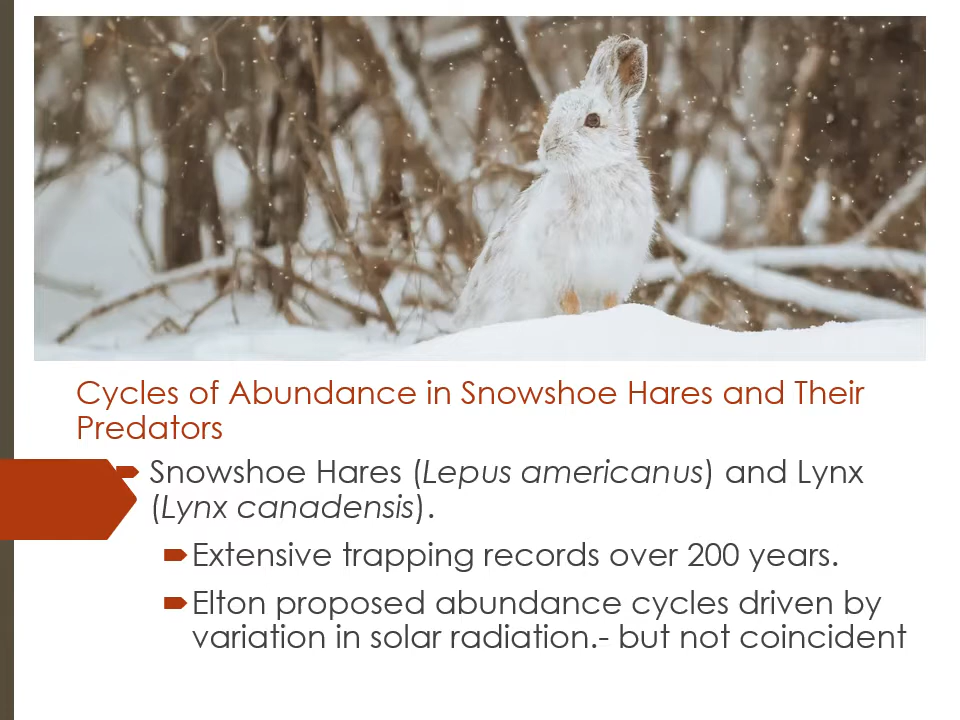 Cycles of Abundance in Snowshoe Hares and Their
Predators
Snowshoe Hares (Lepus americanus) and Lynx
(Lynx canadensis).
Extensive trapping records over 200 years.
Elton proposed abundance cycles driven by
variation in solar radiation.- but not coincident